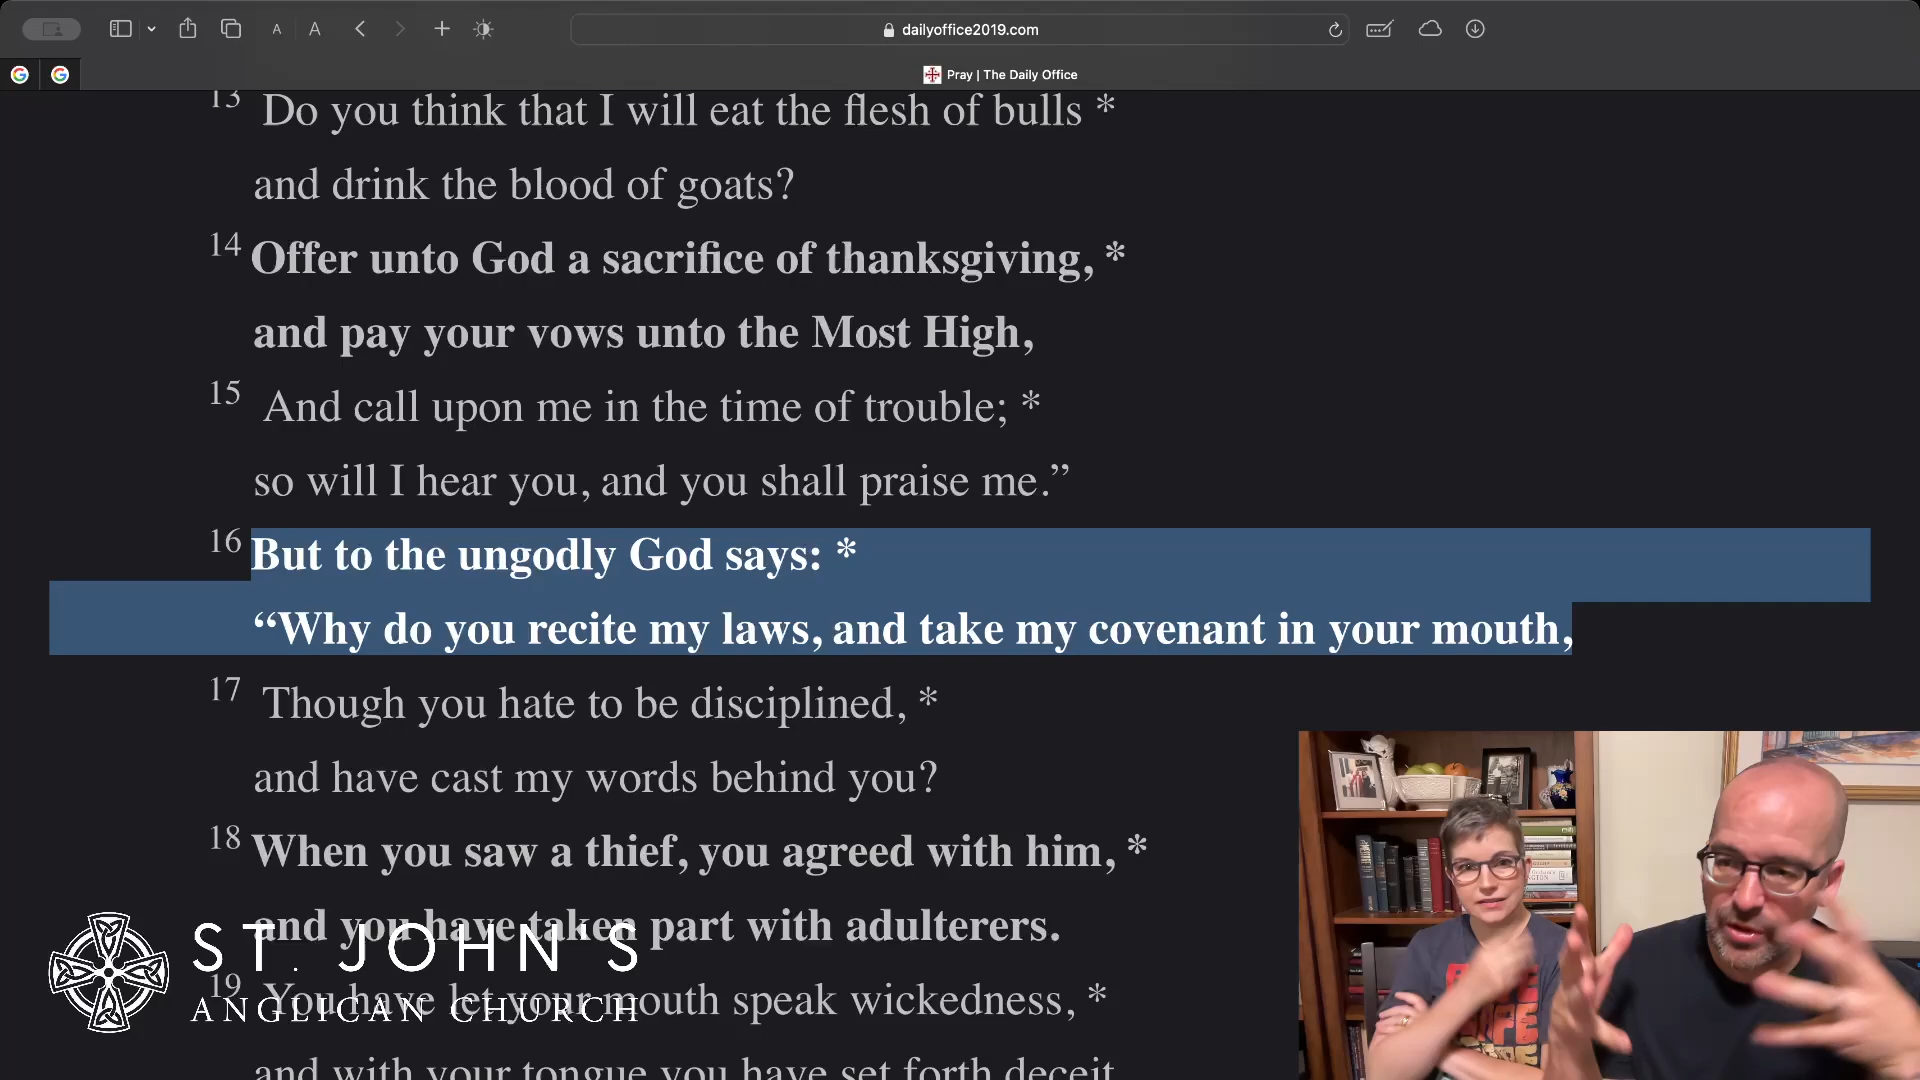 A A
dailyoffice2019.com
Pray | The Daily Office
13 Do you think that I will eat the flesh of bulls *
and drink the blood of goats?
14 Offer unto God a sacrifice of thanksgiving, *
and pay your vows unto the Most High,
15 And call upon me in the time of trouble; *
so will I hear you, and you shall praise me.”
16 But to the ungodly God says: *
“Why do you recite my laws, and take my covenant in your mouth,
17 Though you hate to be disciplined, *
and have cast my words behind you?
18 When you saw a thief, you agreed with him, *
and you have taken part with adulterers.
ST. JOHN'S
19 You have let your mouth speak wickedness, *
ANGLICAN CHURCH
and with your tongue you have set forth deceit